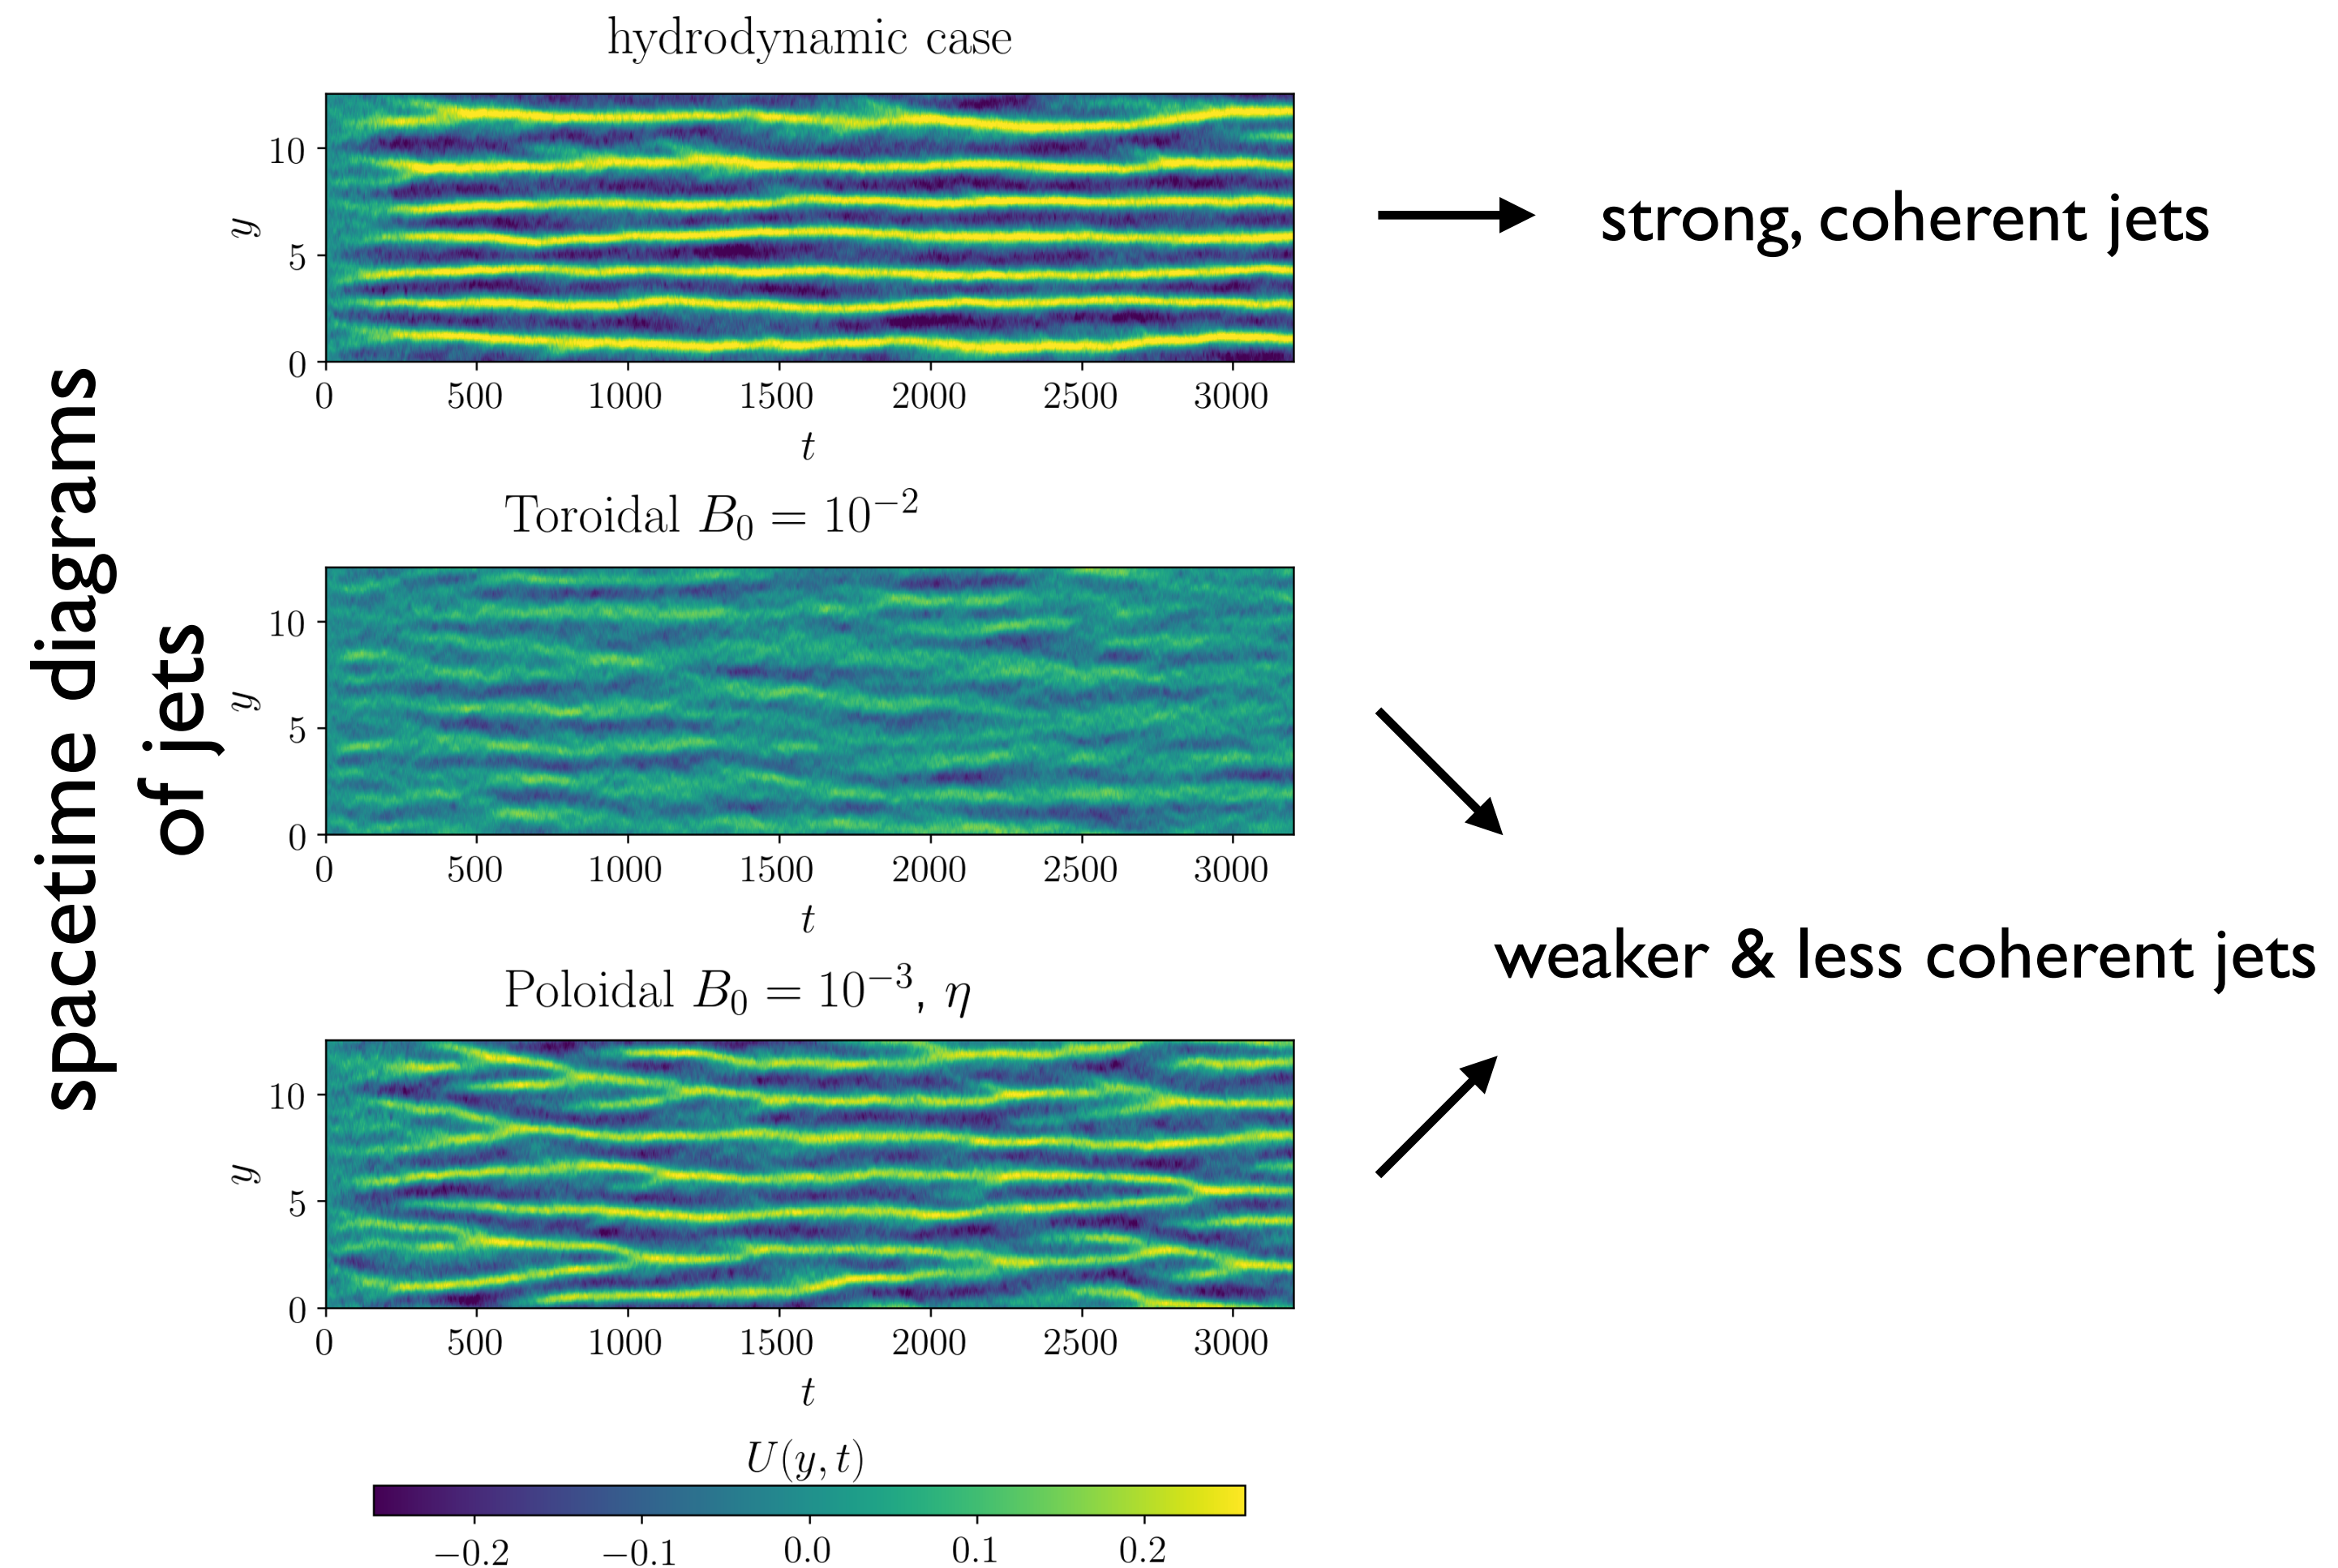 spacetime diagrams
of jets
hydrodynamic case
y
10
5
0
0 500 1000 1500 2000 2500 3000
t
strong, coherent jets
Toroidal B₀ = 10⁻²
y
10
5
0
0 500 1000 1500 2000 2500 3000
t
weaker & less coherent jets
Poloidal B₀ = 10⁻³, η
y
10
5
0
0 500 1000 1500 2000 2500 3000
t
U(y, t)
−0.2 −0.1 0.0 0.1 0.2